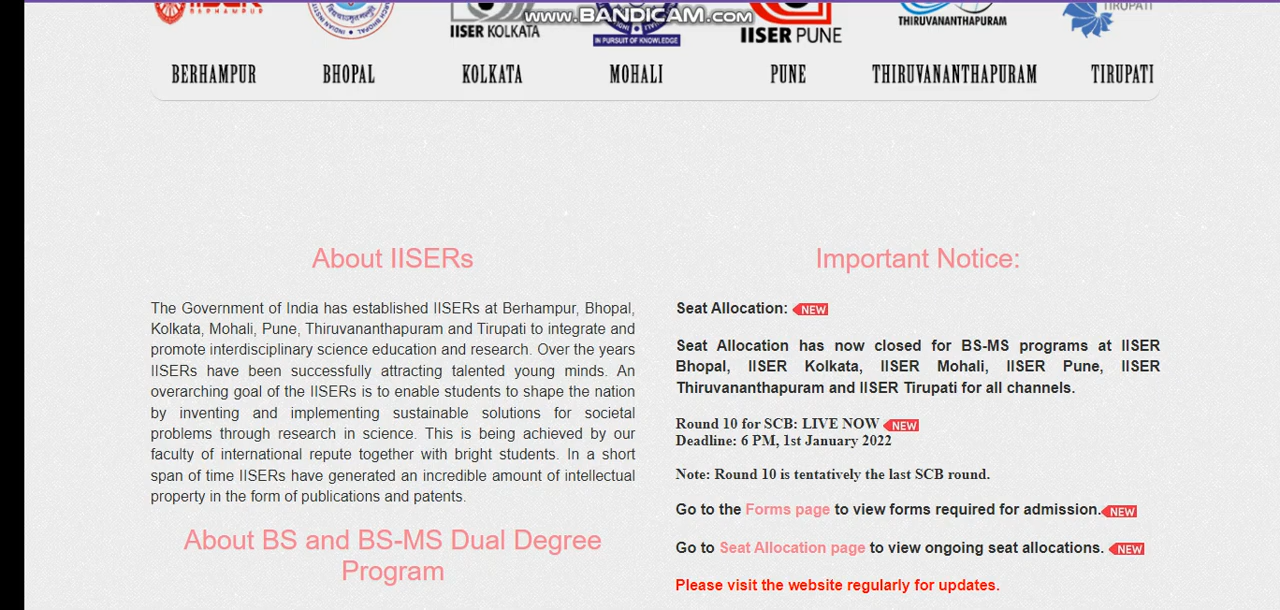 IISER
BERHAMPUR
IISER KOLKATA
IN PURSUIT OF KNOWLEDGE
www.BANDICAM.com
IISER PUNE
THIRUVANANTHAPURAM
TIRUPATI
BERHAMPUR BHOPAL KOLKATA MOHALI PUNE THIRUVANANTHAPURAM TIRUPATI
About IISERs
The Government of India has established IISERs at Berhampur, Bhopal,
Kolkata, Mohali, Pune, Thiruvananthapuram and Tirupati to integrate and
promote interdisciplinary science education and research. Over the years
IISERs have been successfully attracting talented young minds. An
overarching goal of the IISERs is to enable students to shape the nation
by inventing and implementing sustainable solutions for societal
problems through research in science. This is being achieved by our
faculty of international repute together with bright students. In a short
span of time IISERs have generated an incredible amount of intellectual
property in the form of publications and patents.
About BS and BS-MS Dual Degree
Program
Important Notice:
Seat Allocation: NEW
Seat Allocation has now closed for BS-MS programs at IISER
Bhopal, IISER Kolkata, IISER Mohali, IISER Pune, IISER
Thiruvananthapuram and IISER Tirupati for all channels.
Round 10 for SCB: LIVE NOW NEW
Deadline: 6 PM, 1st January 2022
Note: Round 10 is tentatively the last SCB round.
Go to the Forms page to view forms required for admission. NEW
Go to Seat Allocation page to view ongoing seat allocations. NEW
Please visit the website regularly for updates.